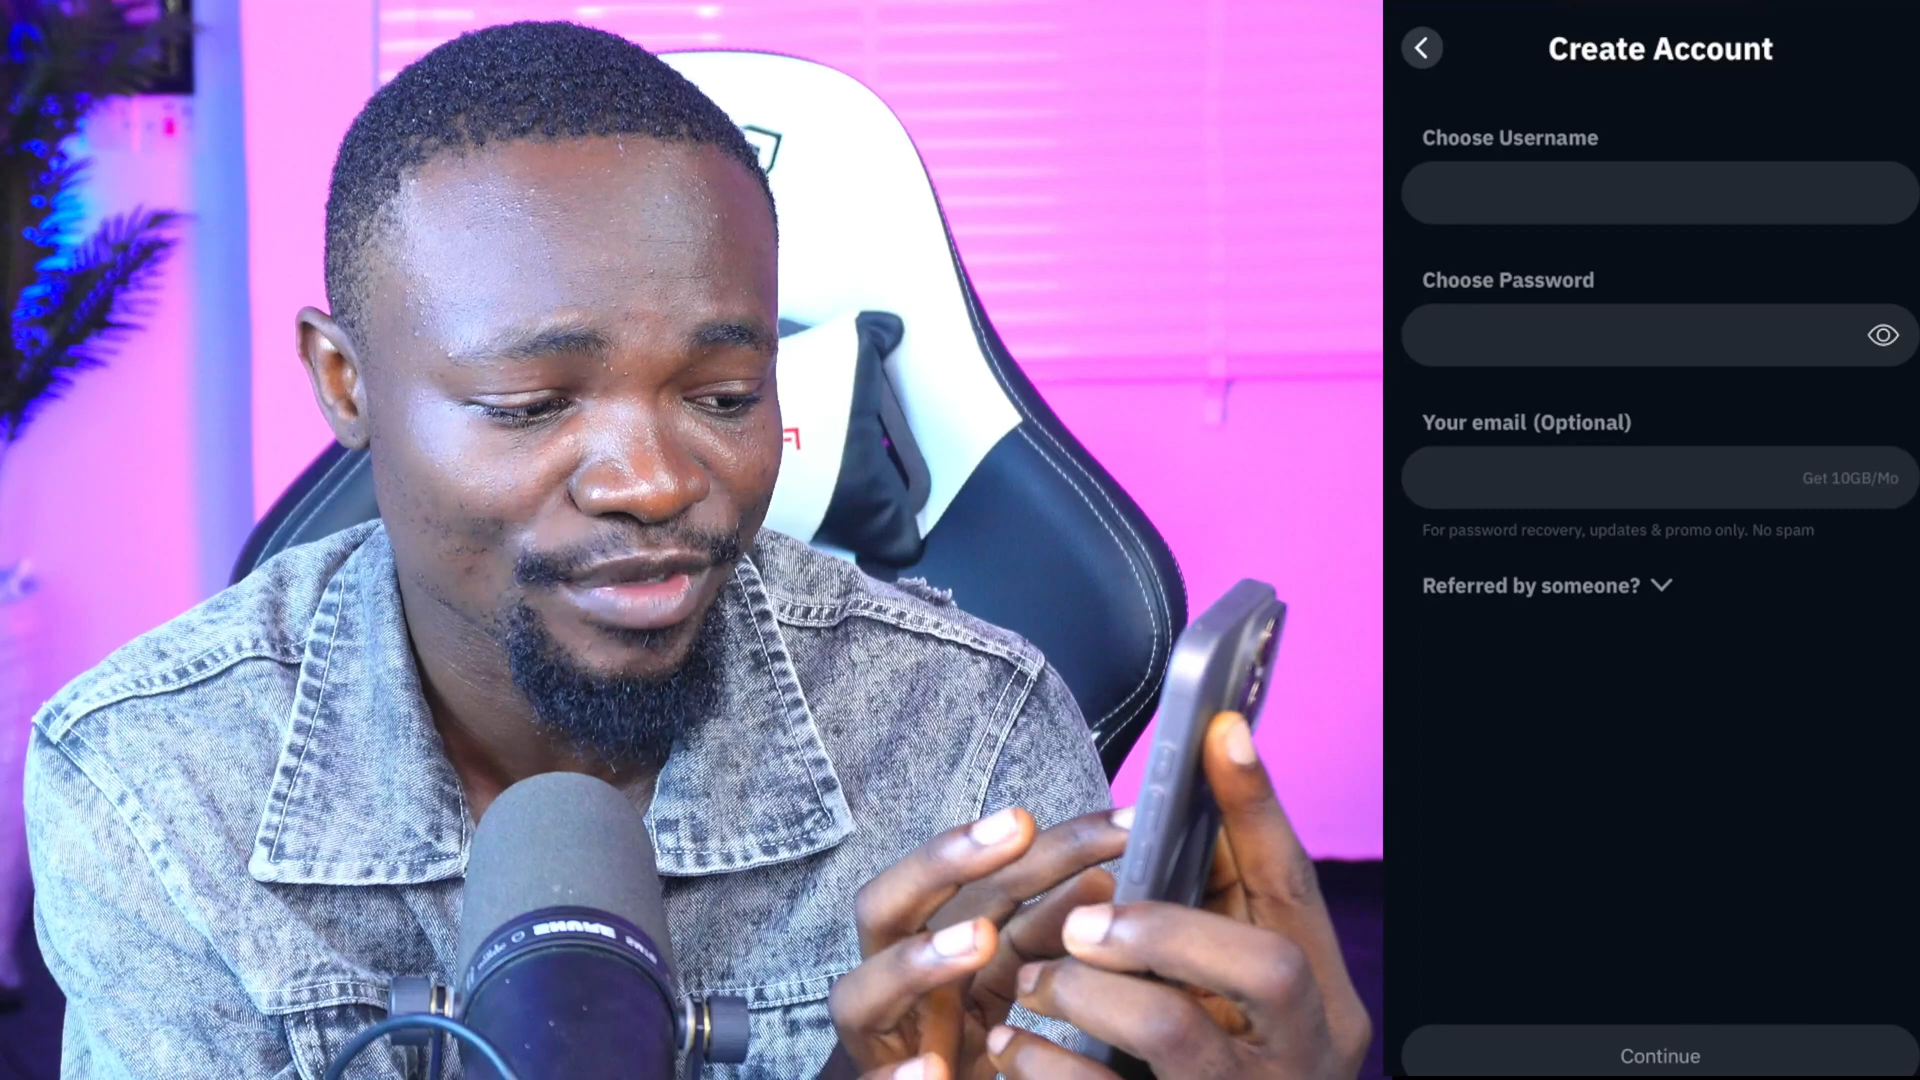 Create Account
Choose Username
Choose Password
Your email (Optional)
Get 10GB/Mo
For password recovery, updates & promo only. No spam
Referred by someone?
Continue